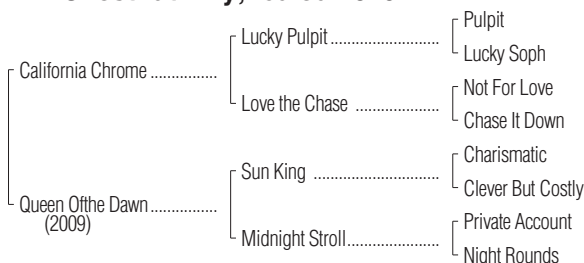 Pulpit
Lucky Pulpit...............................
Lucky Soph
California Chrome ................
Not For Love
Love the Chase .......................
Chase It Down
Charismatic
Sun King ..................................
Clever But Costly
Queen Ofthe Dawn................
(2009)
Private Account
Midnight Stroll.........................
Night Rounds